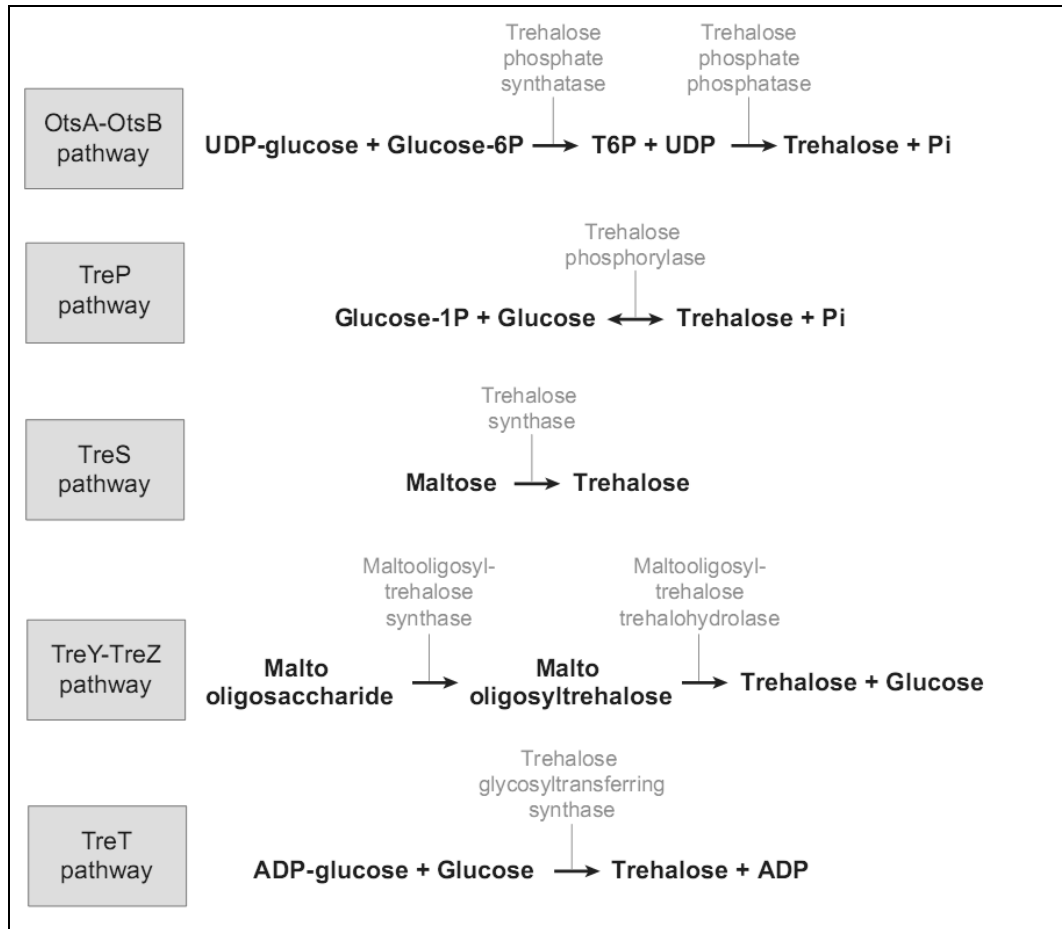 Trehalose
phosphate
synthatase
Trehalose
phosphate
phosphatase
OtsA-OtsB
pathway
UDP-glucose + Glucose-6P
T6P + UDP
Trehalose + Pi
TreP
pathway
Trehalose
phosphorylase
Glucose-1P + Glucose
Trehalose + Pi
TreS
pathway
Trehalose
synthase
Maltose
Trehalose
Maltooligosyl-
trehalose
synthase
Maltooligosyl-
trehalose
trehalohydrolase
TreY-TreZ
pathway
Malto
oligosaccharide
Malto
oligosyltrehalose
Trehalose + Glucose
Trehalose
glycosyltransferring
synthase
TreT
pathway
ADP-glucose + Glucose
Trehalose + ADP